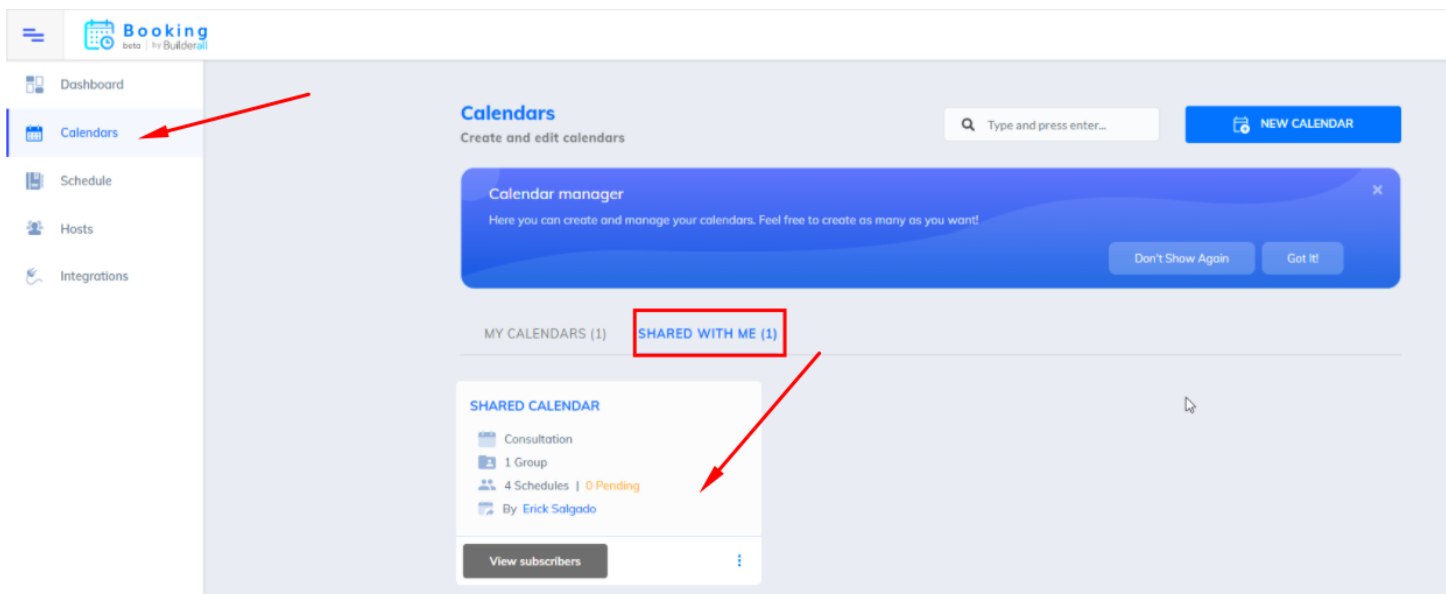 Booking
beta | by Builderall
Dashboard
Calendars
Schedule
Hosts
Integrations
Calendars
Create and edit calendars
Type and press enter...
NEW CALENDAR
Calendar manager
Here you can create and manage your calendars. Feel free to create as many as you want!
Don't Show Again
Got It!
MY CALENDARS (1)
SHARED WITH ME (1)
SHARED CALENDAR
Consultation
1 Group
4 Schedules | 0 Pending
By Erick Salgado
View subscribers